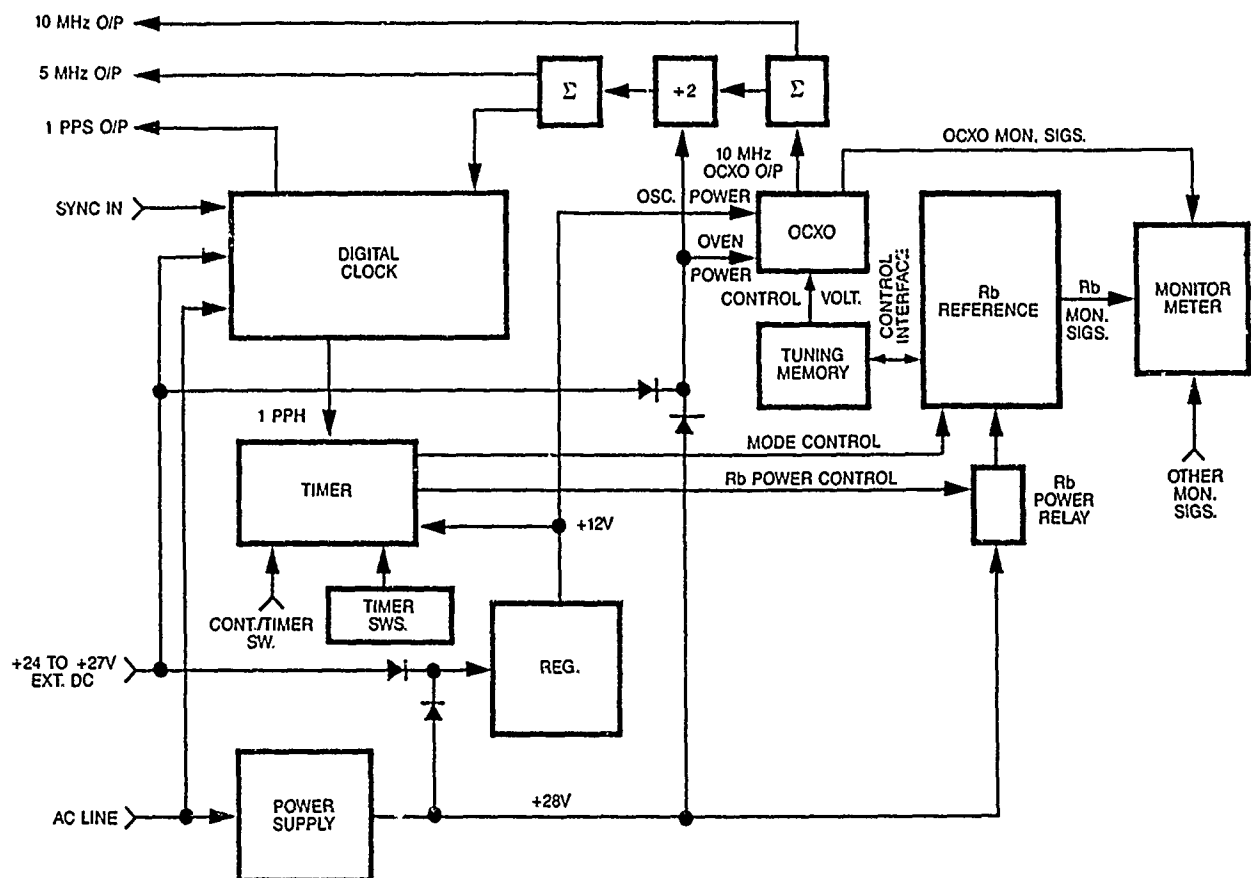 10 MHz O/P
5 MHz O/P
Σ
+2
Σ
1 PPS O/P
10 MHz
OCXO O/P
OCXO MON. SIGS.
SYNC IN
OSC. POWER
DIGITAL
CLOCK
OCXO
OVEN
POWER
CONTROL VOLT.
CONTROL
INTERFACE
Rb
REFERENCE
Rb
MON.
SIGS.
MONITOR
METER
TUNING
MEMORY
1 PPH
MODE CONTROL
TIMER
Rb POWER CONTROL
Rb
POWER
RELAY
OTHER
MON.
SIGS.
+12V
CONT./TIMER
SW.
TIMER
SWS.
+24 TO +27V
EXT. DC
REG.
AC LINE
POWER
SUPPLY
+28V